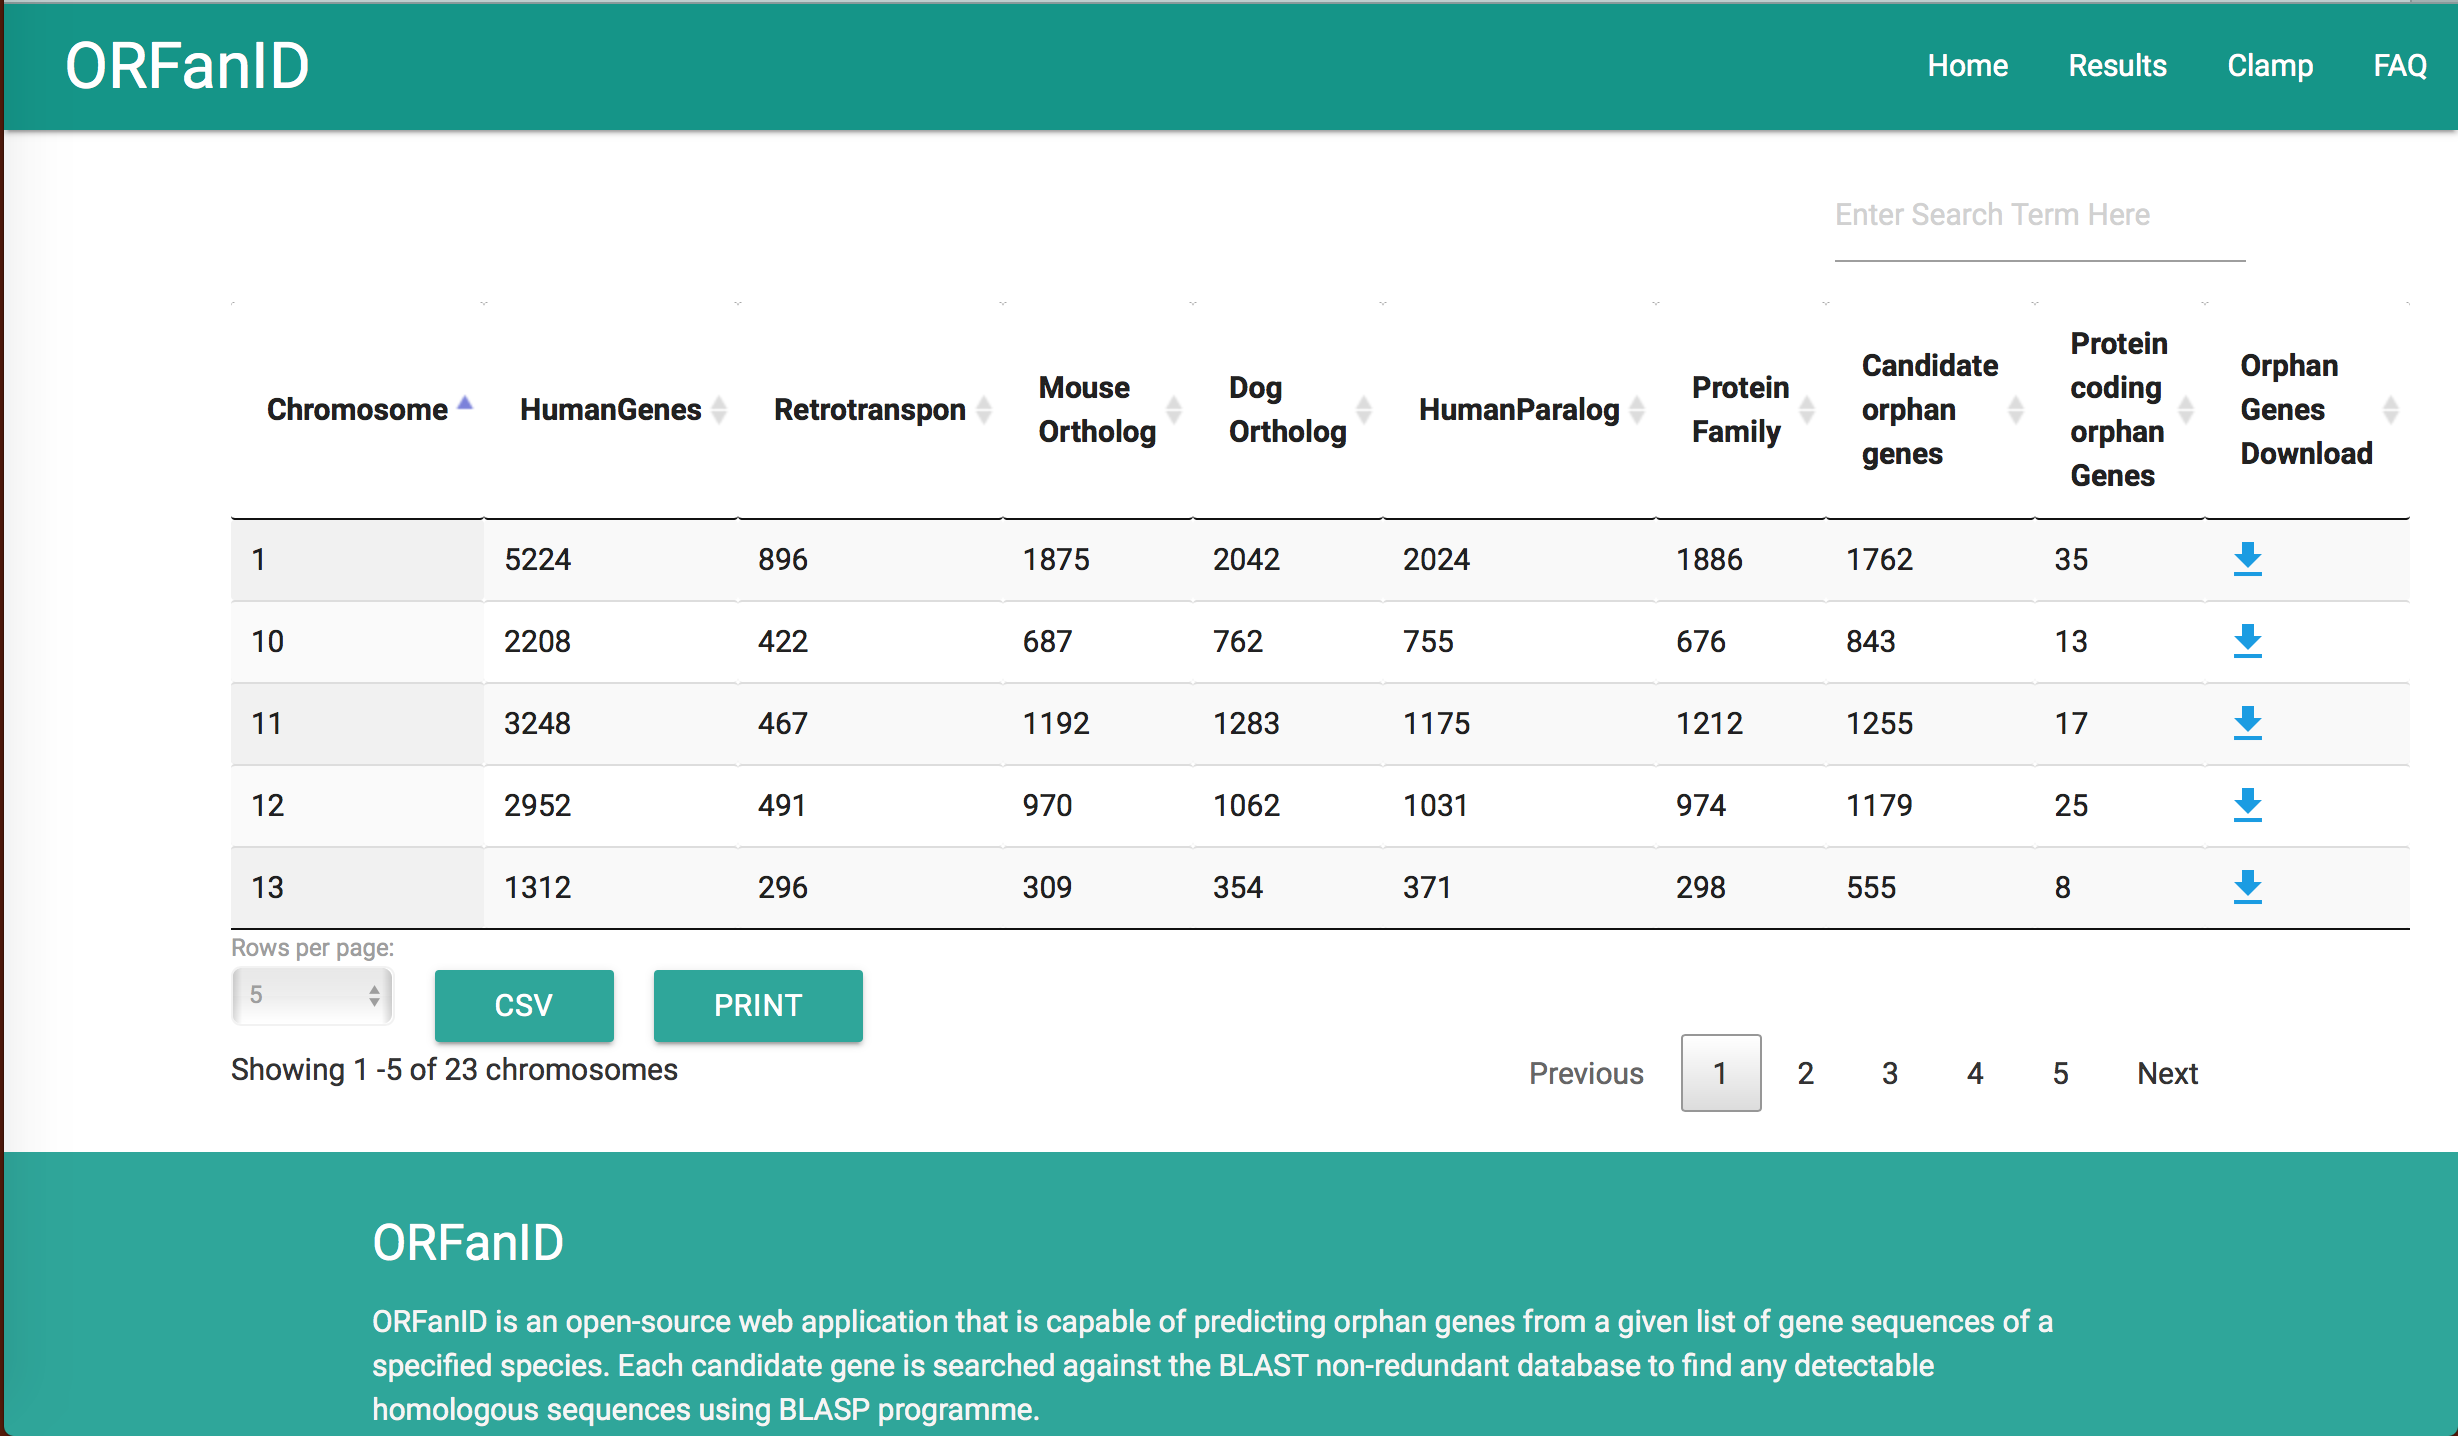 ORFanID Home Results Clamp FAQ
Enter Search Term Here
Chromosome HumanGenes Retrotranspon Mouse Ortholog Dog Ortholog HumanParalog Protein Family Candidate orphan genes Protein coding orphan Genes Orphan Genes Download
1 5224 896 1875 2042 2024 1886 1762 35
10 2208 422 687 762 755 676 843 13
11 3248 467 1192 1283 1175 1212 1255 17
12 2952 491 970 1062 1031 974 1179 25
13 1312 296 309 354 371 298 555 8
Rows per page:
5 CSV PRINT
Showing 1 -5 of 23 chromosomes
Previous 1 2 3 4 5 Next
ORFanID
ORFanID is an open-source web application that is capable of predicting orphan genes from a given list of gene sequences of a
specified species. Each candidate gene is searched against the BLAST non-redundant database to find any detectable
homologous sequences using BLASP programme.